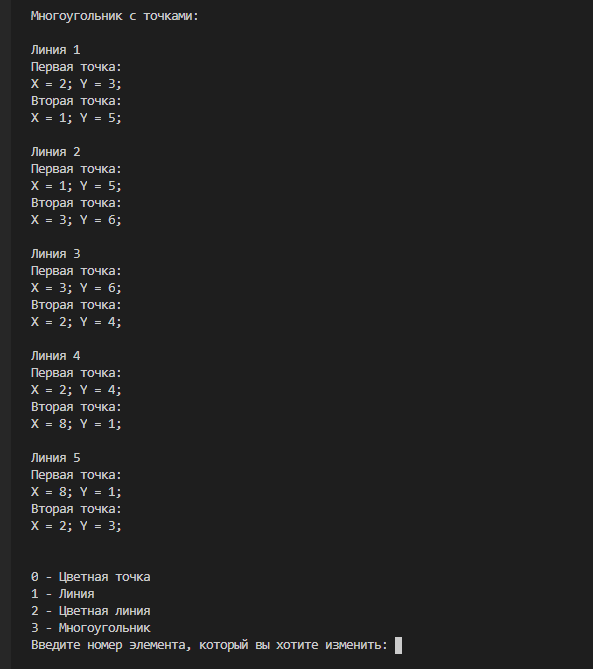 Многоугольник с точками:
Линия 1
Первая точка:
X = 2; Y = 3;
Вторая точка:
X = 1; Y = 5;
Линия 2
Первая точка:
X = 1; Y = 5;
Вторая точка:
X = 3; Y = 6;
Линия 3
Первая точка:
X = 3; Y = 6;
Вторая точка:
X = 2; Y = 4;
Линия 4
Первая точка:
X = 2; Y = 4;
Вторая точка:
X = 8; Y = 1;
Линия 5
Первая точка:
X = 8; Y = 1;
Вторая точка:
X = 2; Y = 3;
0 - Цветная точка
1 - Линия
2 - Цветная линия
3 - Многоугольник
Введите номер элемента, который вы хотите изменить: